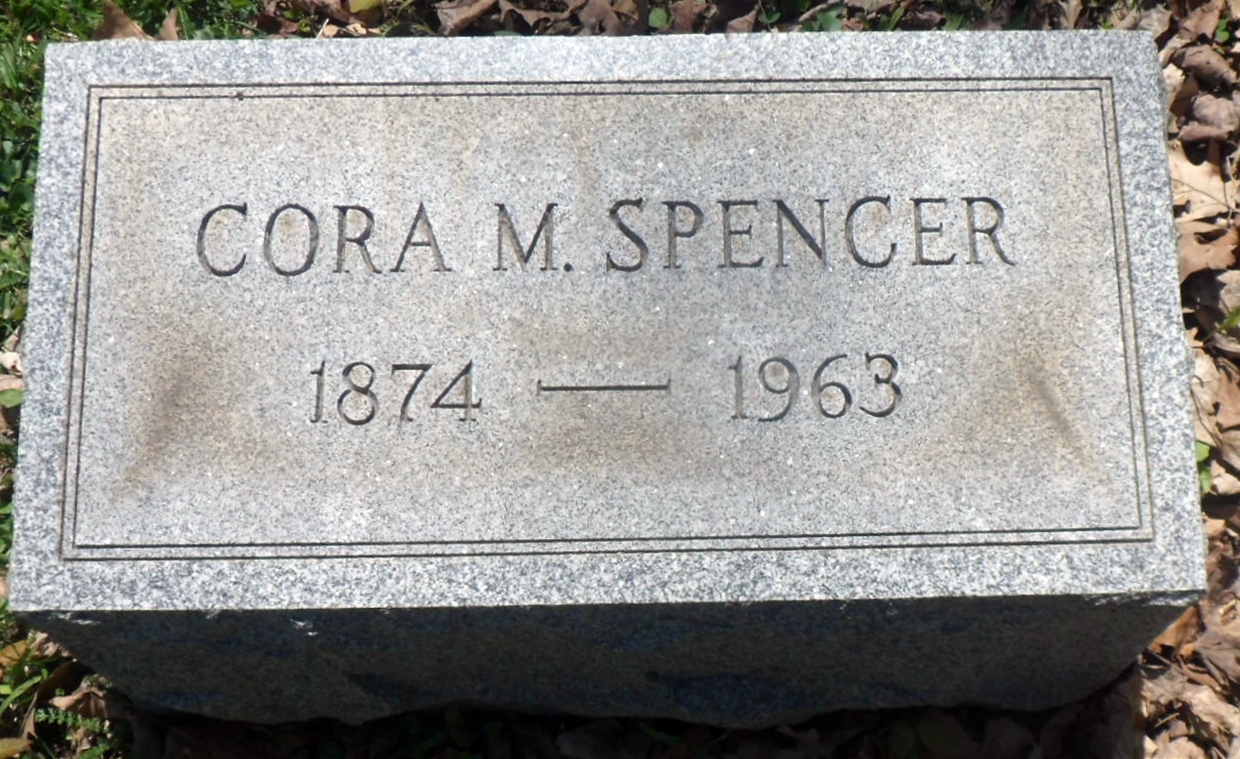 CORA M. SPENCER
1874 — 1963